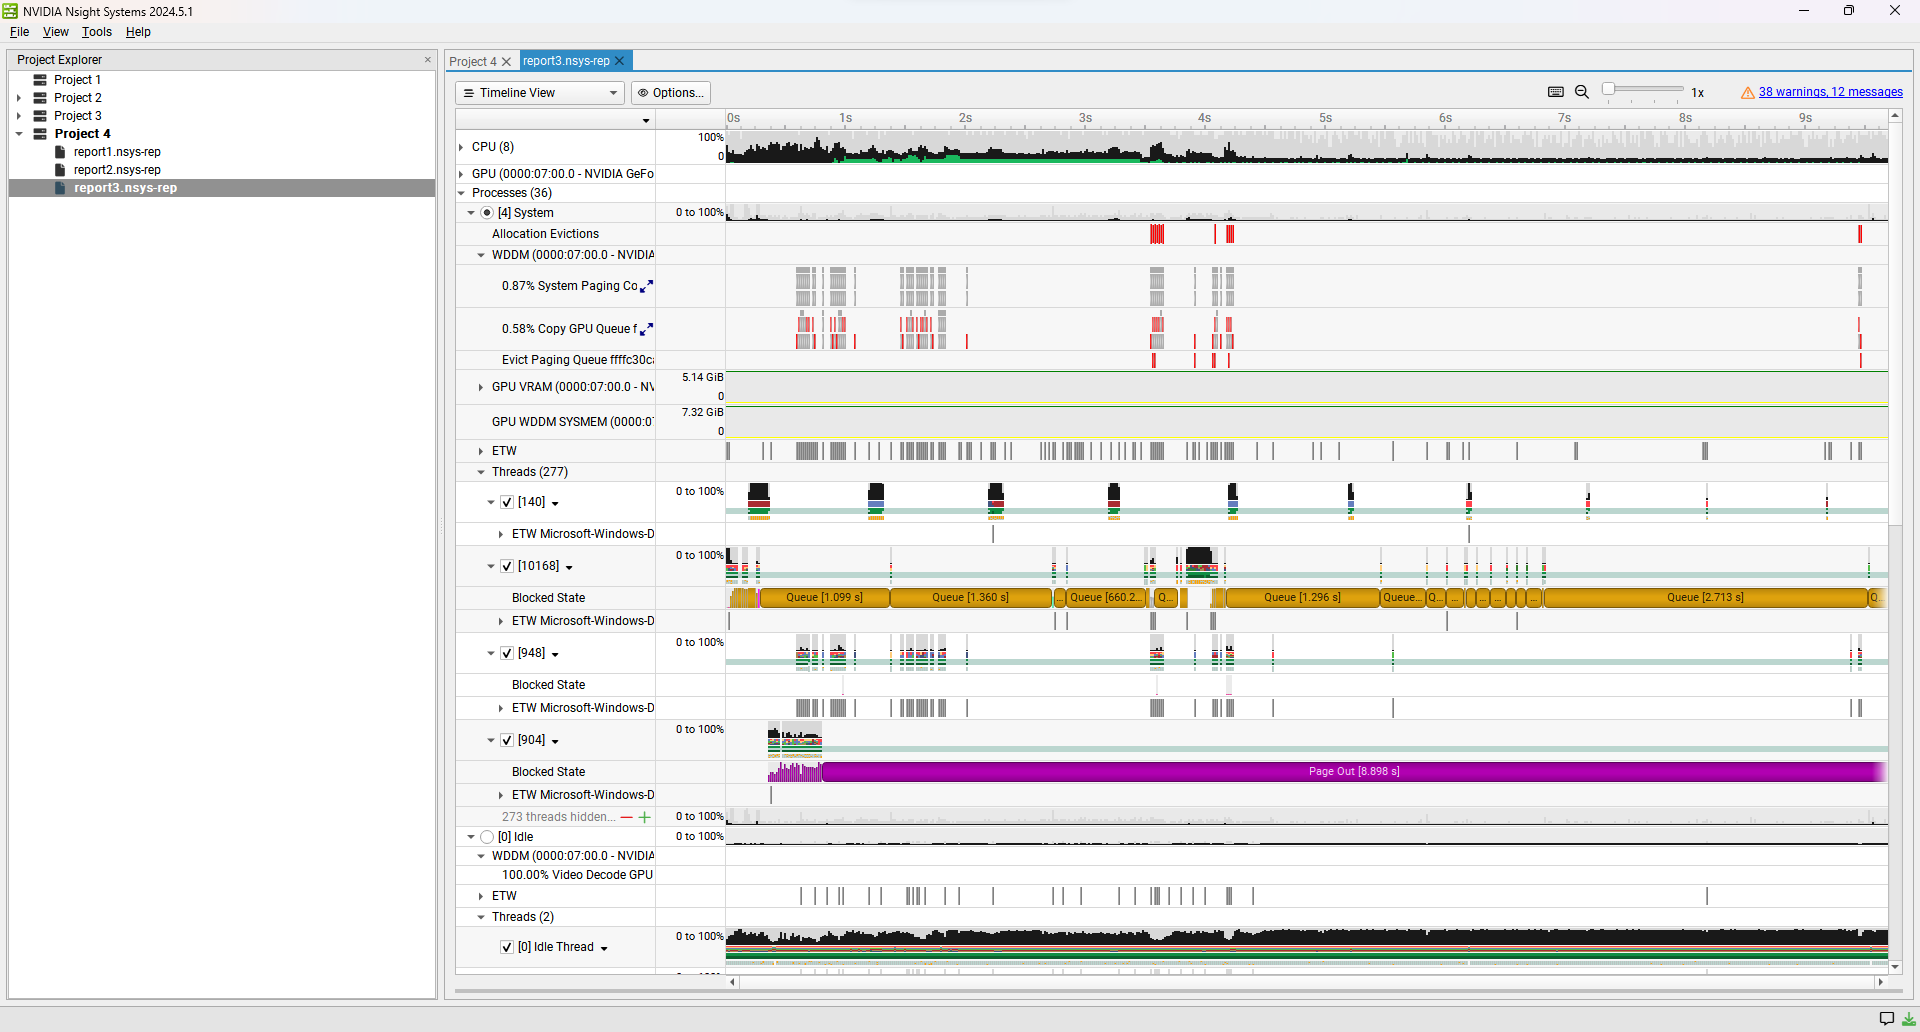 NVIDIA Nsight Systems 2024.5.1
File View Tools Help
Project Explorer
Project 1
Project 2
Project 3
Project 4
report1.nsys-rep
report2.nsys-rep
report3.nsys-rep
Project 4
report3.nsys-rep
Timeline View
Options...
1x
38 warnings, 12 messages
0s 1s 2s 3s 4s 5s 6s 7s 8s 9s
CPU (8)
100%
0
GPU (0000:07:00.0 - NVIDIA GeFo
Processes (36)
[4] System
0 to 100%
Allocation Evictions
WDDM (0000:07:00.0 - NVIDIA
0.87% System Paging Co
0.58% Copy GPU Queue f
Evict Paging Queue ffffc30c
GPU VRAM (0000:07:00.0 - NV
5.14 GiB
0
GPU WDDM SYSMEM (0000:0
7.32 GiB
0
ETW
Threads (277)
[140]
0 to 100%
ETW Microsoft-Windows-D
[10168]
0 to 100%
Blocked State
Queue [1.099 s] Queue [1.360 s] ... Queue [660.2... Q... Queue [1.296 s] Queue... Q... ... ... ... ... Queue [2.713 s] Q...
ETW Microsoft-Windows-D
[948]
0 to 100%
Blocked State
ETW Microsoft-Windows-D
[904]
0 to 100%
Blocked State
Page Out [8.898 s]
ETW Microsoft-Windows-D
273 threads hidden...
0 to 100%
[0] Idle
0 to 100%
WDDM (0000:07:00.0 - NVIDIA
100.00% Video Decode GPU
ETW
Threads (2)
[0] Idle Thread
0 to 100%